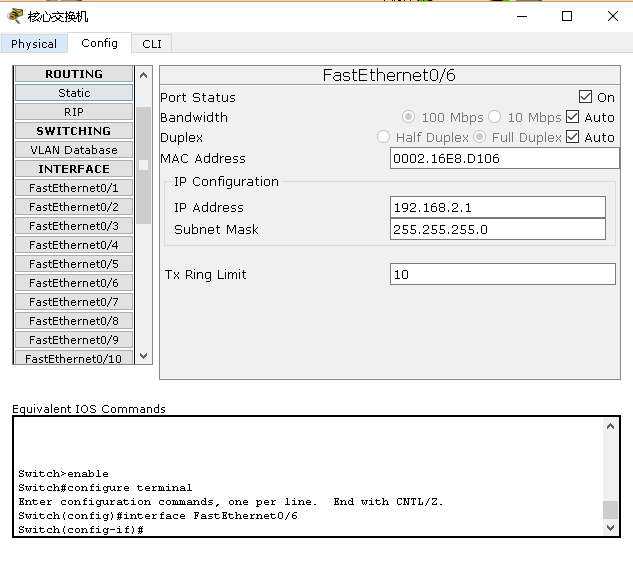 核心交换机
Physical Config CLI
ROUTING
Static
RIP
SWITCHING
VLAN Database
INTERFACE
FastEthernet0/1
FastEthernet0/2
FastEthernet0/3
FastEthernet0/4
FastEthernet0/5
FastEthernet0/6
FastEthernet0/7
FastEthernet0/8
FastEthernet0/9
FastEthernet0/10
FastEthernet0/6
Port Status On
Bandwidth 100 Mbps 10 Mbps Auto
Duplex Half Duplex Full Duplex Auto
MAC Address 0002.16E8.D106
IP Configuration
IP Address 192.168.2.1
Subnet Mask 255.255.255.0
Tx Ring Limit 10
Equivalent IOS Commands
Switch>enable
Switch#configure terminal
Enter configuration commands, one per line. End with CNTL/Z.
Switch(config)#interface FastEthernet0/6
Switch(config-if)#